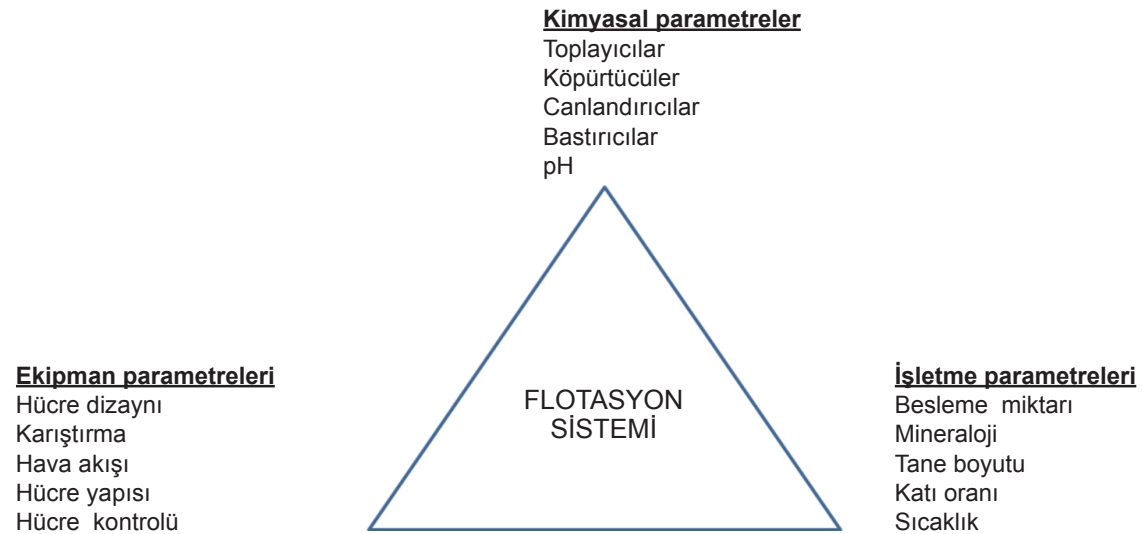 Kimyasal parametreler
Toplayıcılar
Köpürtücüler
Canlandırıcılar
Bastırıcılar
pH
Ekipman parametreleri
Hücre dizaynı
Karıştırma
Hava akışı
Hücre yapısı
Hücre kontrolü
FLOTASYON
SİSTEMİ
İşletme parametreleri
Besleme miktarı
Mineraloji
Tane boyutu
Katı oranı
Sıcaklık